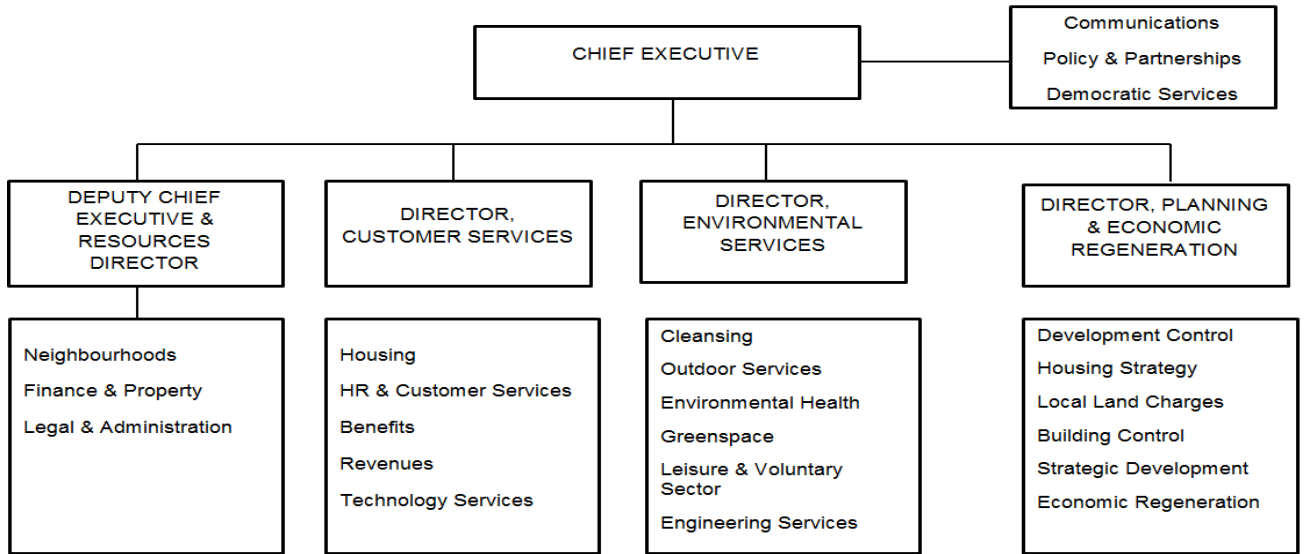 CHIEF EXECUTIVE
Communications
Policy & Partnerships
Democratic Services
DEPUTY CHIEF
EXECUTIVE &
RESOURCES
DIRECTOR
DIRECTOR,
CUSTOMER SERVICES
DIRECTOR,
ENVIRONMENTAL
SERVICES
DIRECTOR, PLANNING
& ECONOMIC
REGENERATION
Neighbourhoods
Finance & Property
Legal & Administration
Housing
HR & Customer Services
Benefits
Revenues
Technology Services
Cleansing
Outdoor Services
Environmental Health
Greenspace
Leisure & Voluntary
Sector
Engineering Services
Development Control
Housing Strategy
Local Land Charges
Building Control
Strategic Development
Economic Regeneration